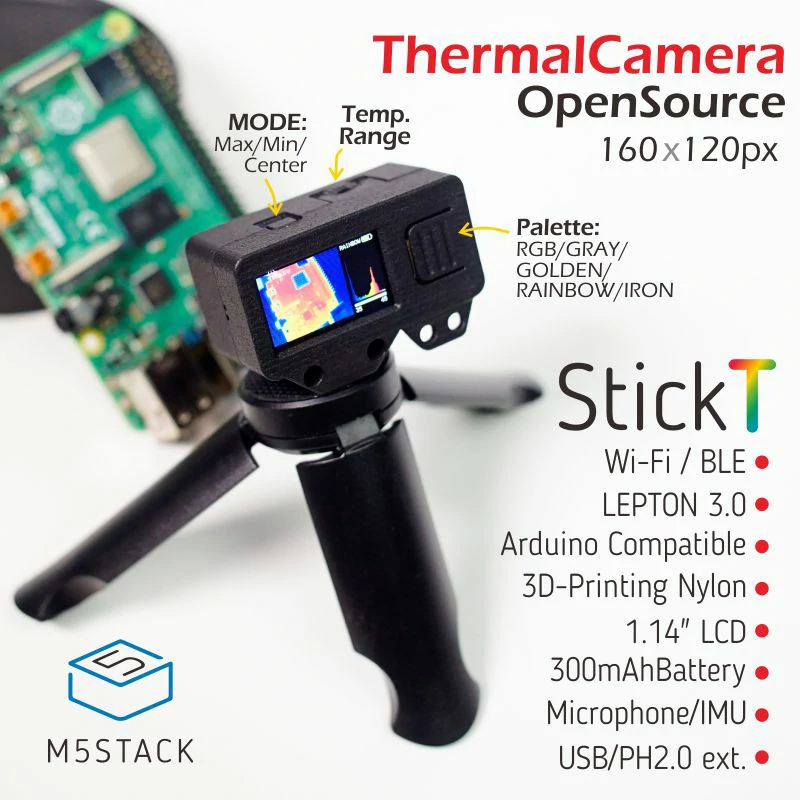 ThermalCamera
OpenSource
160x120px
MODE:
Max/Min/
Center
Temp.
Range
Palette:
RGB/GRAY/
GOLDEN/
RAINBOW/IRON
RAINBOW
StickT
Wi-Fi / BLE
LEPTON 3.0
Arduino Compatible
3D-Printing Nylon
1.14" LCD
300mAhBattery
Microphone/IMU
USB/PH2.0 ext.
5
M5STACK